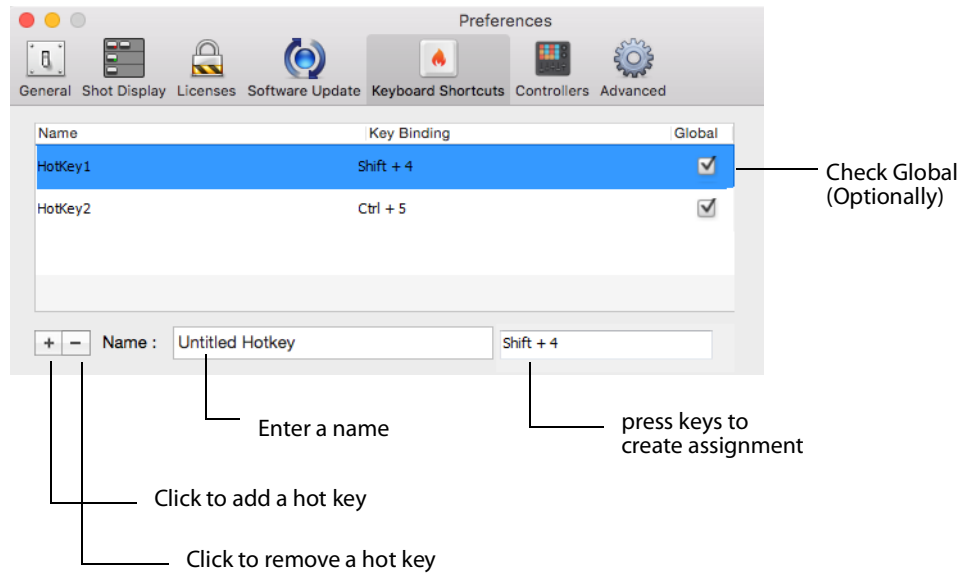 Preferences
General Shot Display Licenses Software Update Keyboard Shortcuts Controllers Advanced
Name Key Binding Global
HotKey1 Shift + 4
Check Global
(Optionally)
HotKey2 Ctrl + 5
+ − Name : Untitled Hotkey Shift + 4
Enter a name
press keys to
create assignment
Click to add a hot key
Click to remove a hot key